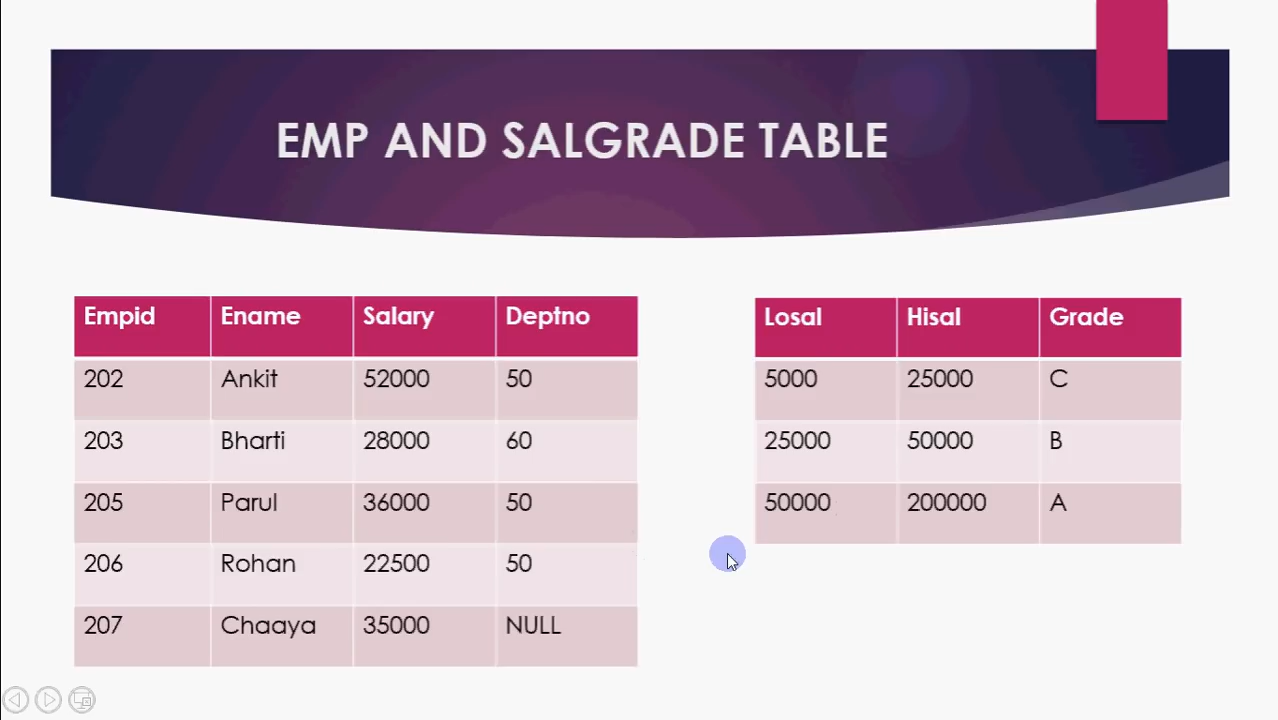 EMP AND SALGRADE TABLE
Empid Ename Salary Deptno
202 Ankit 52000 50
203 Bharti 28000 60
205 Parul 36000 50
206 Rohan 22500 50
207 Chaaya 35000 NULL
Losal Hisal Grade
5000 25000 C
25000 50000 B
50000 200000 A